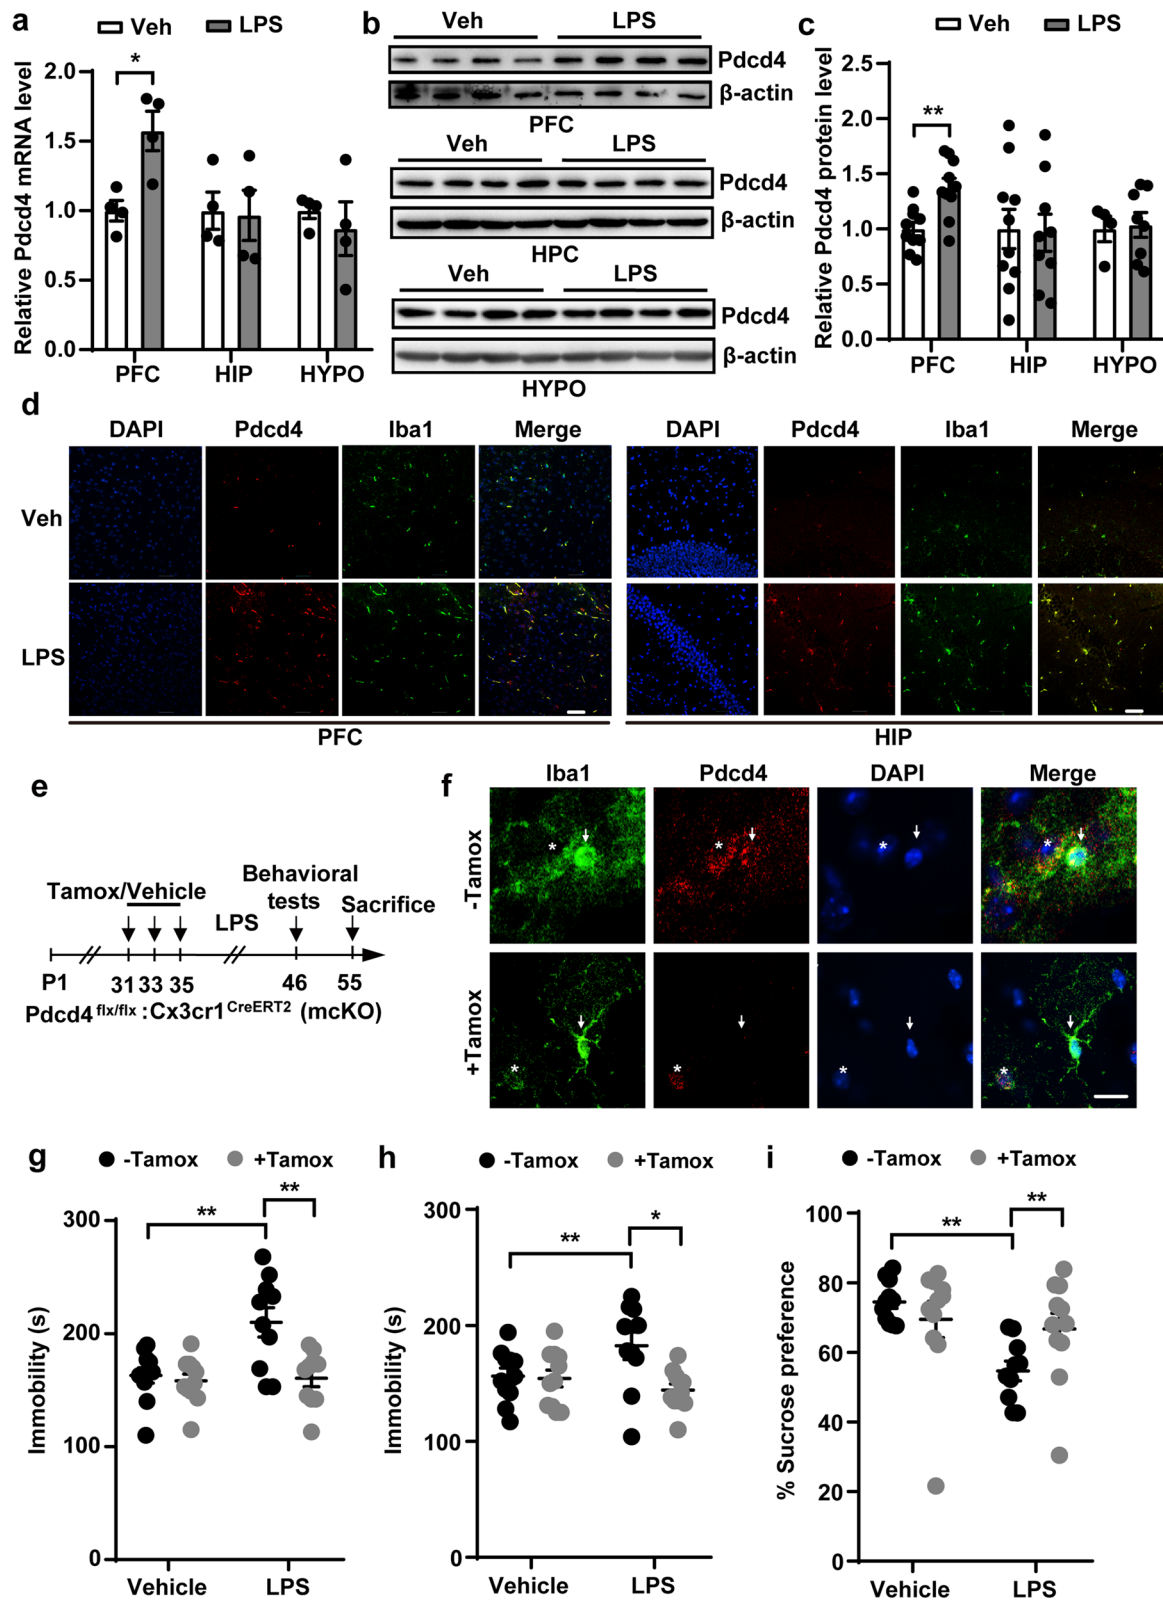 a
Veh LPS
Relative Pdcd4 mRNA level
2.0
1.5
1.0
0.5
0.0
*
PFC HIP HYPO
b
Veh LPS
Pdcd4
β-actin
PFC
Veh LPS
Pdcd4
β-actin
HPC
Veh LPS
Pdcd4
β-actin
HYPO
c
Veh LPS
Relative Pdcd4 protein level
2.5
2.0
1.5
1.0
0.5
0.0
**
PFC HIP HYPO
d
DAPI Pdcd4 Iba1 Merge DAPI Pdcd4 Iba1 Merge
Veh
LPS
PFC HIP
e
Tamox/Vehicle
LPS
Behavioral
tests
Sacrifice
P1 31 33 35 46 55
Pdcd4flx/flx:Cx3cr1CreERT2 (mcKO)
f
Iba1 Pdcd4 DAPI Merge
-Tamox
* * * *
+Tamox
* * * *
g
-Tamox +Tamox
Immobility (s)
300
200
100
0
** **
Vehicle LPS
h
-Tamox +Tamox
Immobility (s)
300
200
100
0
** *
Vehicle LPS
i
-Tamox +Tamox
% Sucrose preference
100
80
60
40
20
0
** **
Vehicle LPS